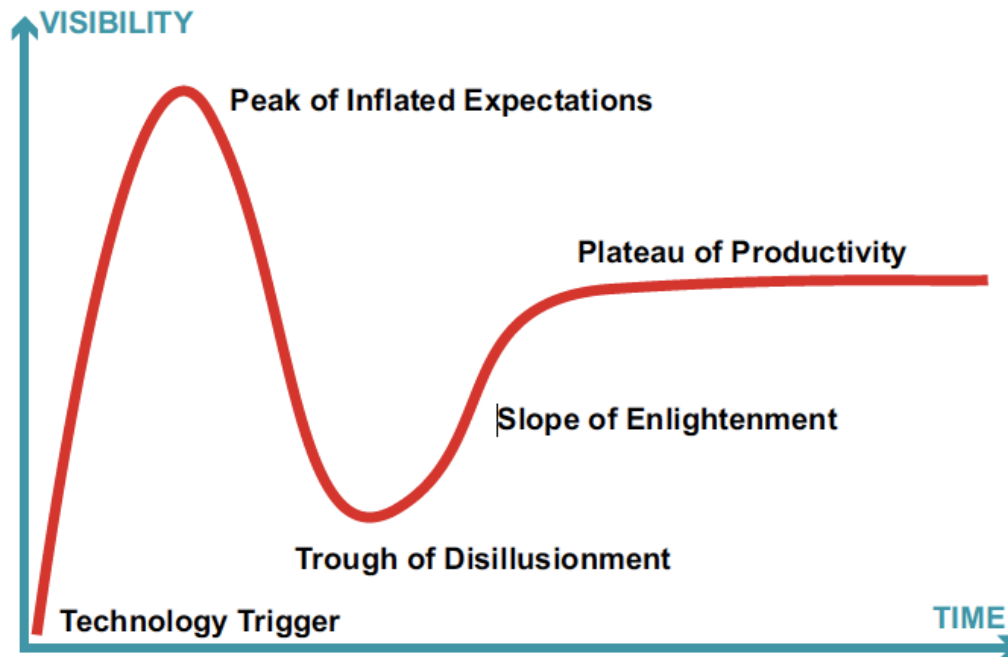 VISIBILITY
Peak of Inflated Expectations
Plateau of Productivity
Slope of Enlightenment
Trough of Disillusionment
Technology Trigger
TIME